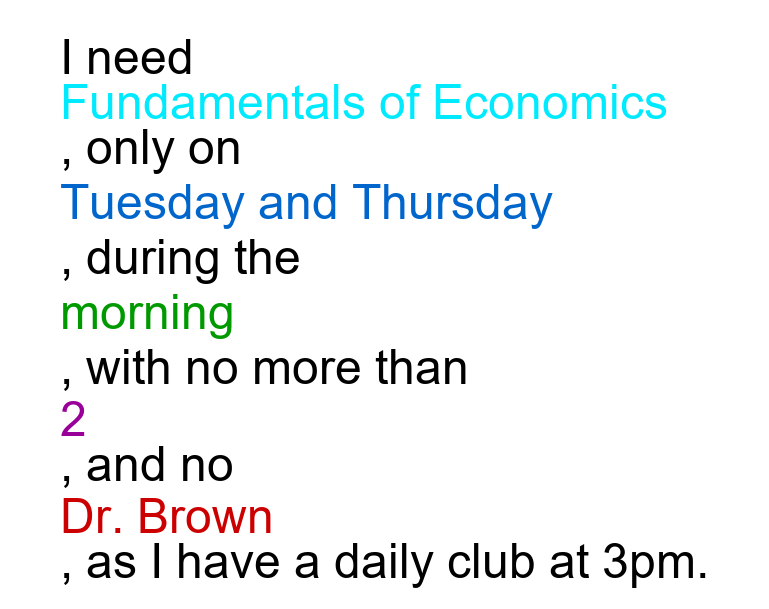 I need
Fundamentals of Economics
, only on
Tuesday and Thursday
, during the
morning
, with no more than
2
, and no
Dr. Brown
, as I have a daily club at 3pm.